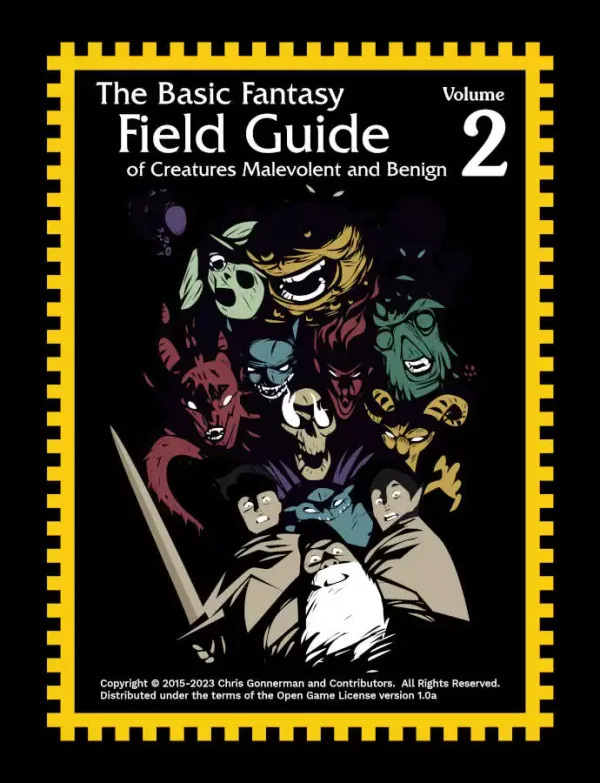 The Basic Fantasy
Field Guide
of Creatures Malevolent and Benign
Volume
2
Copyright © 2015-2023 Chris Gonnerman and Contributors. All Rights Reserved.
Distributed under the terms of the Open Game License version 1.0a